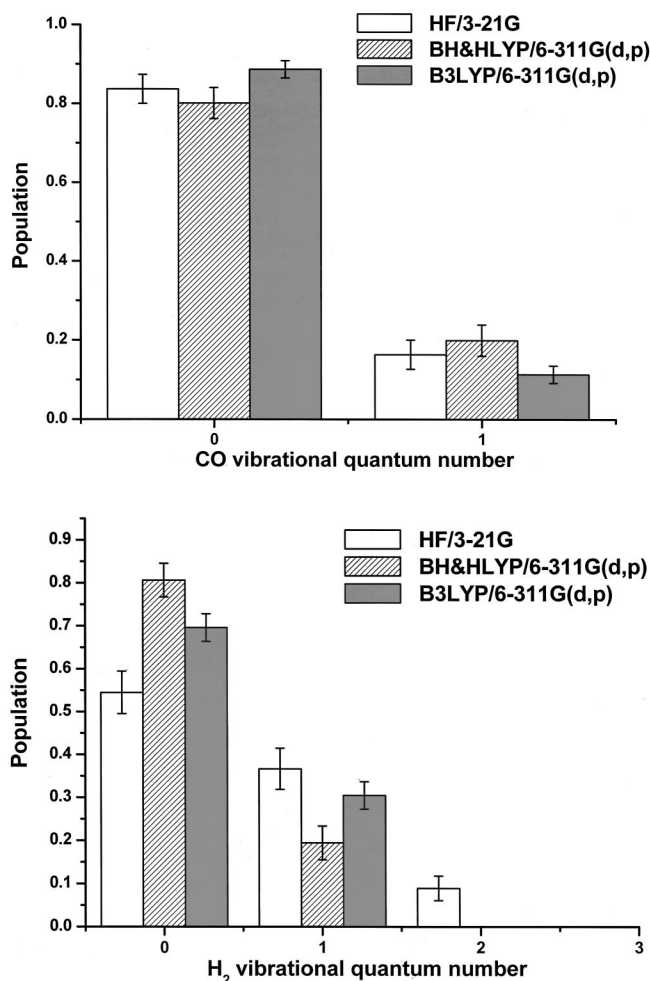 1.0
0.8
0.6
0.4
0.2
0.0
Population
HF/3-21G
BH&HLYP/6-311G(d,p)
B3LYP/6-311G(d,p)
0 1
CO vibrational quantum number
0.9
0.8
0.7
0.6
0.5
0.4
0.3
0.2
0.1
0.0
Population
HF/3-21G
BH&HLYP/6-311G(d,p)
B3LYP/6-311G(d,p)
0 1 2 3
H₂ vibrational quantum number